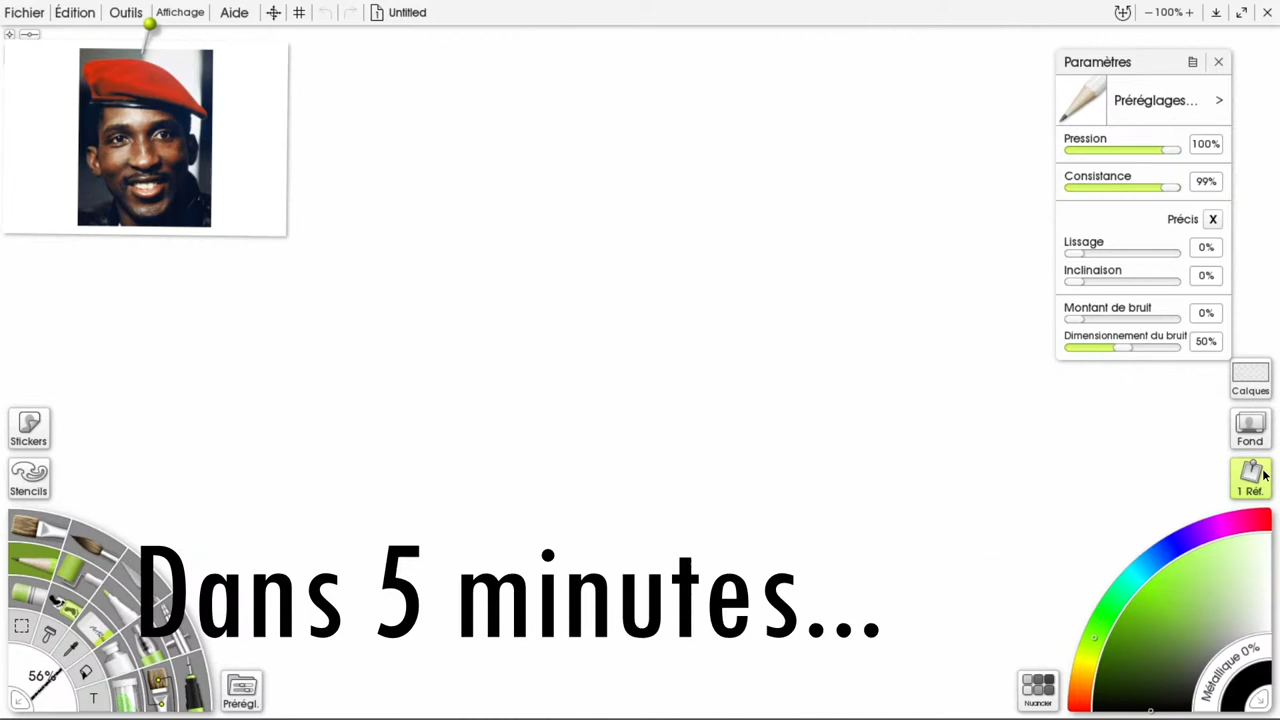 Fichier Édition Outils Affichage Aide Untitled 100%
Paramètres
Préréglages... >
Pression 100%
Consistance 99%
Précis X
Lissage 0%
Inclinaison 0%
Montant de bruit 0%
Dimensionnement du bruit 50%
Calques
Stickers
Fond
Stencils
1 Réf.
Dans 5 minutes...
56%
T
Prérégl.
Nuancier
Métallique 0%